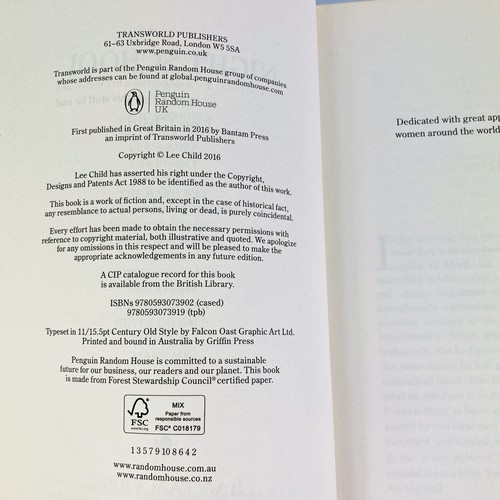 TRANSWORLD PUBLISHERS
61–63 Uxbridge Road, London W5 5SA
www.penguin.co.uk
Transworld is part of the Penguin Random House group of companies
whose addresses can be found at global.penguinrandomhouse.com
Penguin
Random House
UK
First published in Great Britain in 2016 by Bantam Press
an imprint of Transworld Publishers
Copyright © Lee Child 2016
Lee Child has asserted his right under the Copyright,
Designs and Patents Act 1988 to be identified as the author of this work.
This book is a work of fiction and, except in the case of historical fact,
any resemblance to actual persons, living or dead, is purely coincidental.
Every effort has been made to obtain the necessary permissions with
reference to copyright material, both illustrative and quoted. We apologize
for any omissions in this respect and will be pleased to make the
appropriate acknowledgements in any future edition.
A CIP catalogue record for this book
is available from the British Library.
ISBNs 9780593073902 (cased)
9780593073919 (tpb)
Typeset in 11/15.5pt Century Old Style by Falcon Oast Graphic Art Ltd.
Printed and bound in Australia by Griffin Press
Penguin Random House is committed to a sustainable
future for our business, our readers and our planet. This book
is made from Forest Stewardship Council® certified paper.
FSC
www.fsc.org
MIX
Paper from
responsible sources
FSC® C018179
1 3 5 7 9 10 8 6 4 2
www.randomhouse.com.au
www.randomhouse.co.nz
Dedicated with great
women around the world